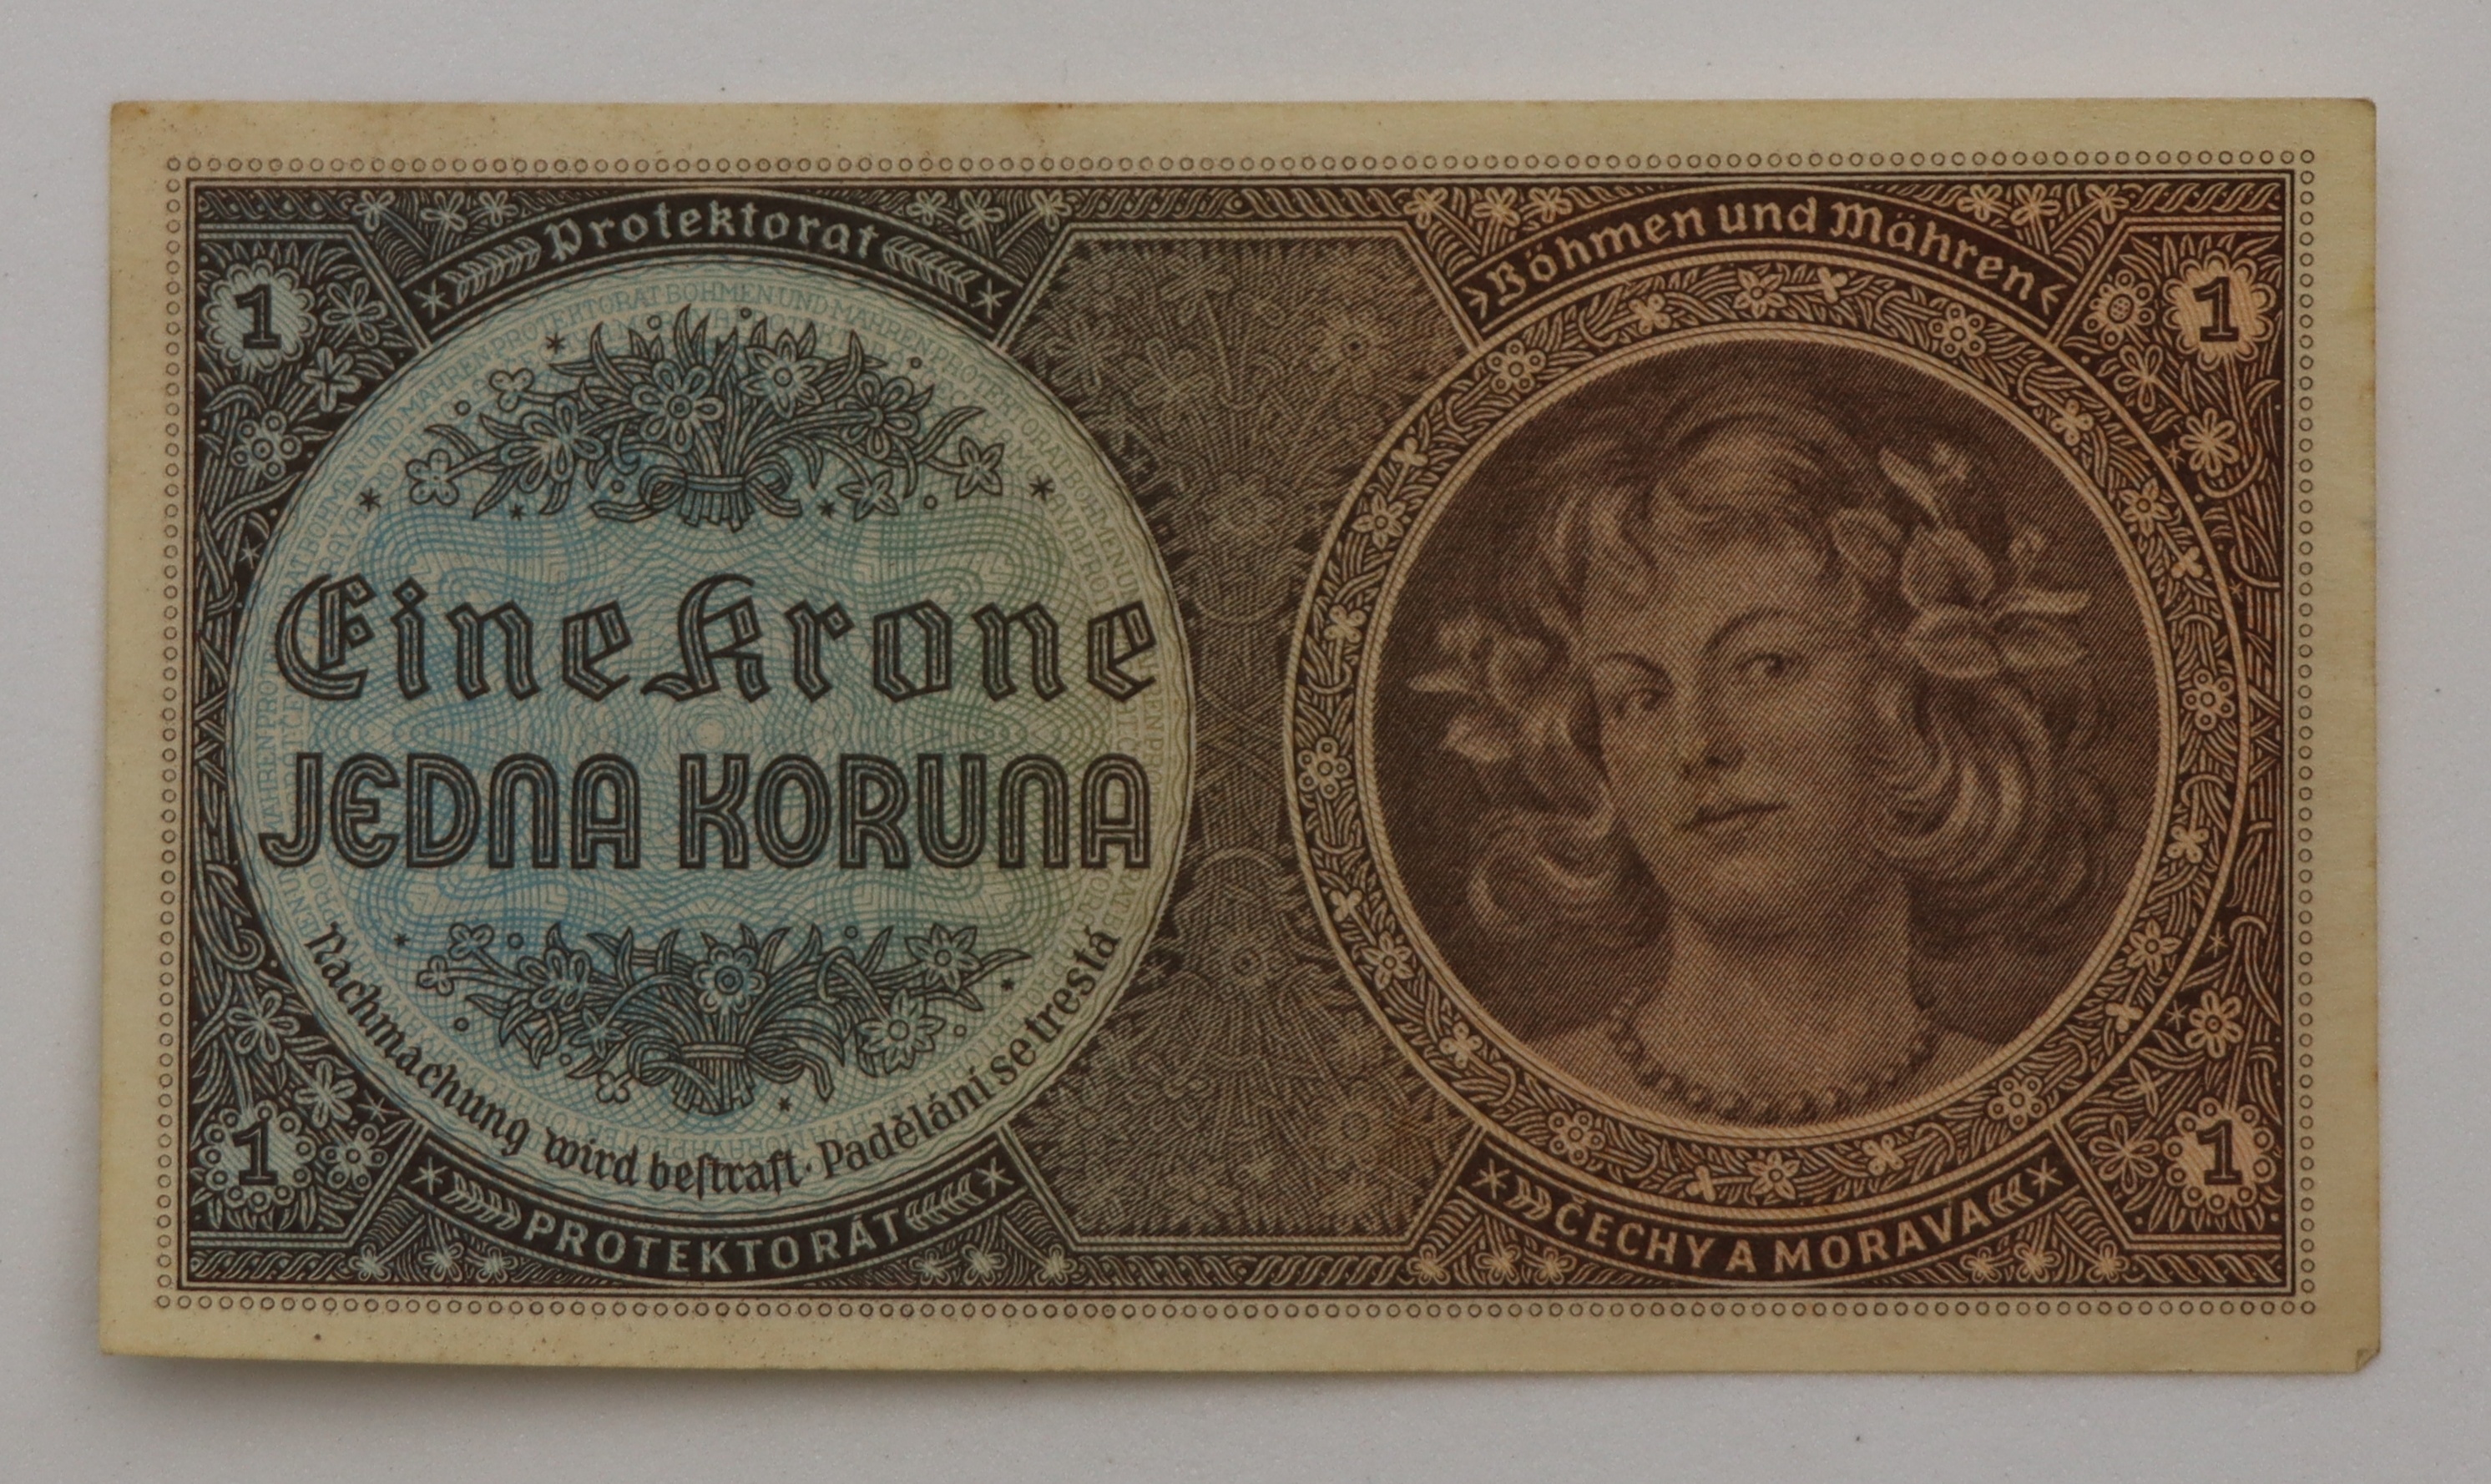 Protektorat
Böhmen und Mähren
1
1
Eine Krone
JEDNA KORUNA
Nachmachung wird bestraft · Padělání se trestá
1
1
PROTEKTORÁT
ČECHY A MORAVA